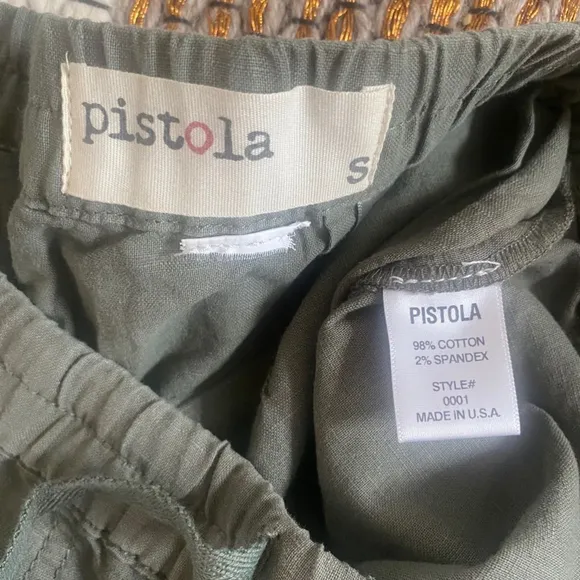 pistola
S
PISTOLA
98% COTTON
2% SPANDEX
STYLE#
0001
MADE IN U.S.A.